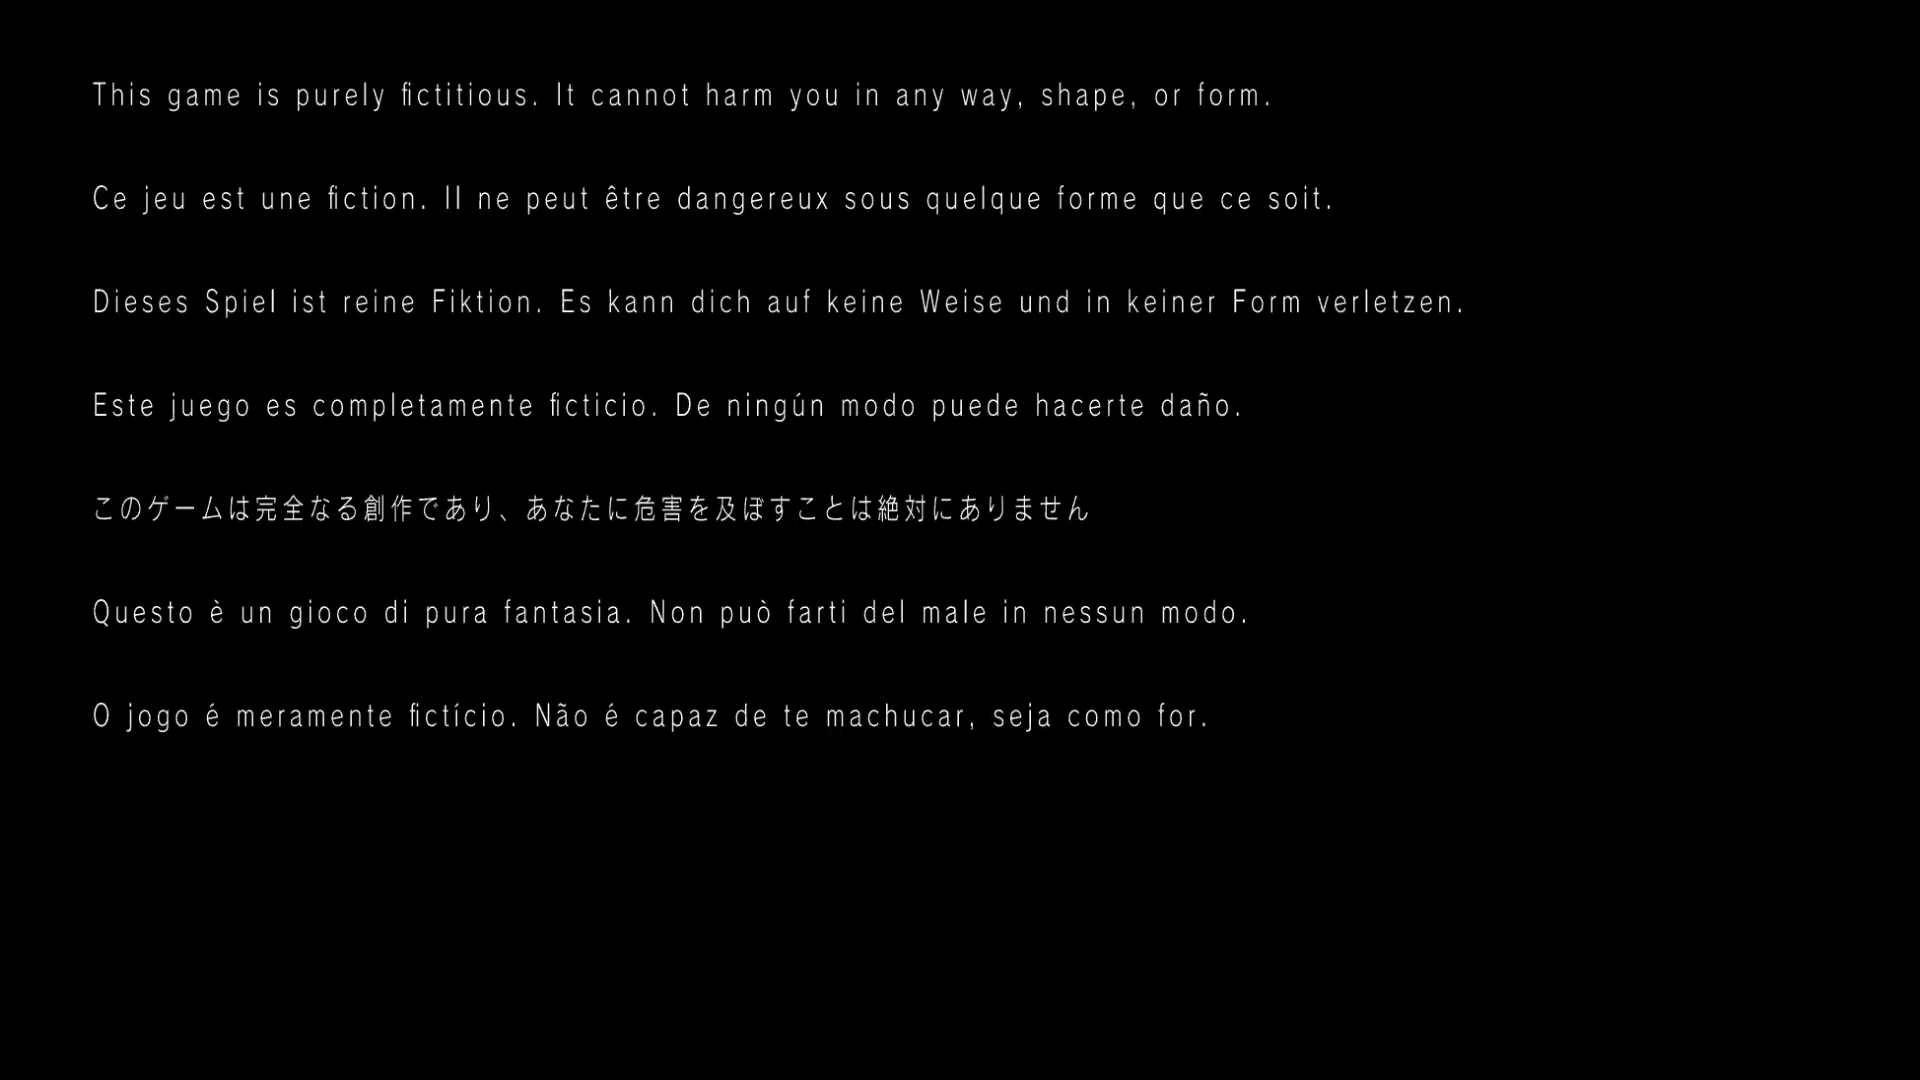 This game is purely fictitious. It cannot harm you in any way, shape, or form.
Ce jeu est une fiction. Il ne peut être dangereux sous quelque forme que ce soit.
Dieses Spiel ist reine Fiktion. Es kann dich auf keine Weise und in keiner Form verletzen.
Este juego es completamente ficticio. De ningún modo puede hacerte daño.
このゲームは完全なる創作であり、あなたに危害を及ぼすことは絶対にありません
Questo è un gioco di pura fantasia. Non può farti del male in nessun modo.
O jogo é meramente fictício. Não é capaz de te machucar, seja como for.